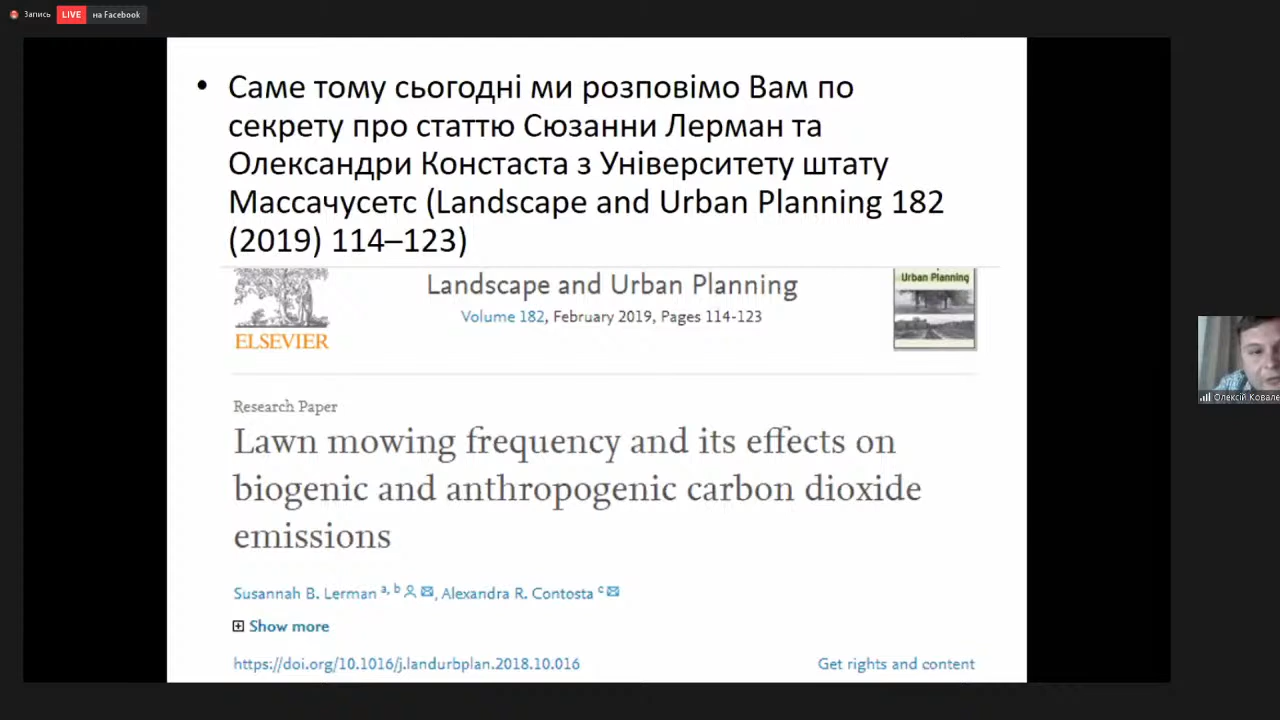 Запись LIVE на Facebook
• Саме тому сьогодні ми розповімо Вам по
секрету про статтю Сюзанни Лерман та
Олександри Констаста з Університету штату
Массачусетс (Landscape and Urban Planning 182
(2019) 114–123)
Landscape and Urban Planning
Urban Planning
Volume 182, February 2019, Pages 114-123
ELSEVIER
Research Paper
Lawn mowing frequency and its effects on
biogenic and anthropogenic carbon dioxide
emissions
Susannah B. Lerman a, b, Alexandra R. Contosta c
Show more
https://doi.org/10.1016/j.landurbplan.2018.10.016
Get rights and content
Олексій Ковале